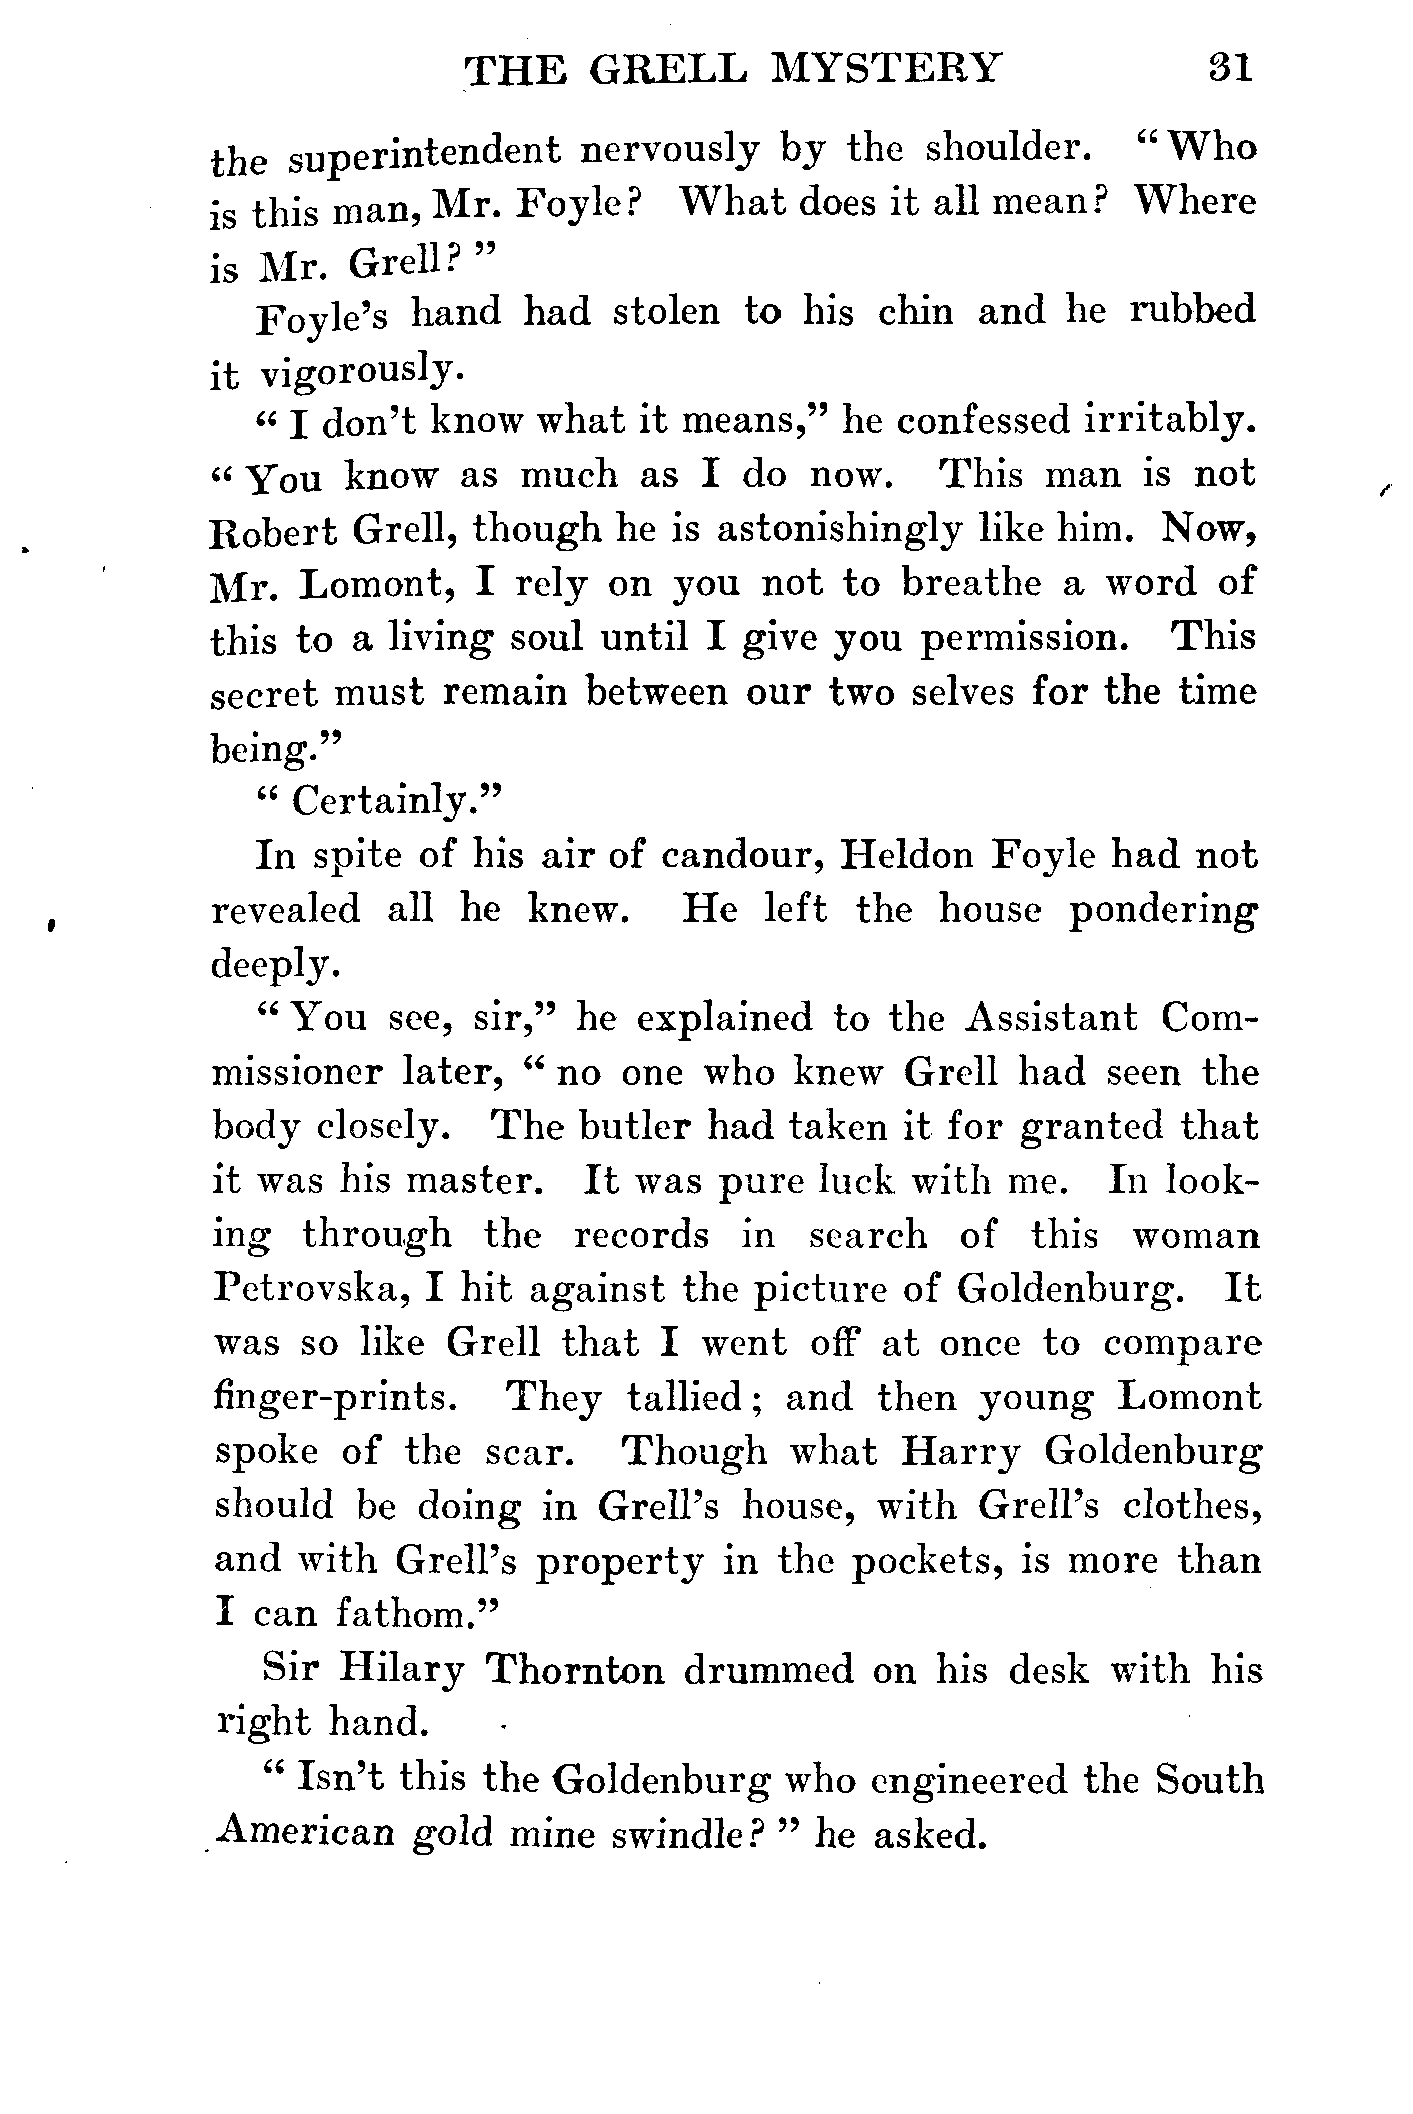 THE GRELL MYSTERY 31
the superintendent nervously by the shoulder. “Who
is this man, Mr. Foyle? What does it all mean? Where
is Mr. Grell?”
Foyle’s hand had stolen to his chin and he rubbed
it vigorously.
“I don’t know what it means,” he confessed irritably.
“You know as much as I do now. This man is not
Robert Grell, though he is astonishingly like him. Now,
Mr. Lomont, I rely on you not to breathe a word of
this to a living soul until I give you permission. This
secret must remain between our two selves for the time
being.”
“Certainly.”
In spite of his air of candour, Heldon Foyle had not
revealed all he knew. He left the house pondering
deeply.
“You see, sir,” he explained to the Assistant Com-
missioner later, “no one who knew Grell had seen the
body closely. The butler had taken it for granted that
it was his master. It was pure luck with me. In look-
ing through the records in search of this woman
Petrovska, I hit against the picture of Goldenburg. It
was so like Grell that I went off at once to compare
finger-prints. They tallied; and then young Lomont
spoke of the scar. Though what Harry Goldenburg
should be doing in Grell’s house, with Grell’s clothes,
and with Grell’s property in the pockets, is more than
I can fathom.”
Sir Hilary Thornton drummed on his desk with his
right hand.
“Isn’t this the Goldenburg who engineered the South
American gold mine swindle?” he asked.